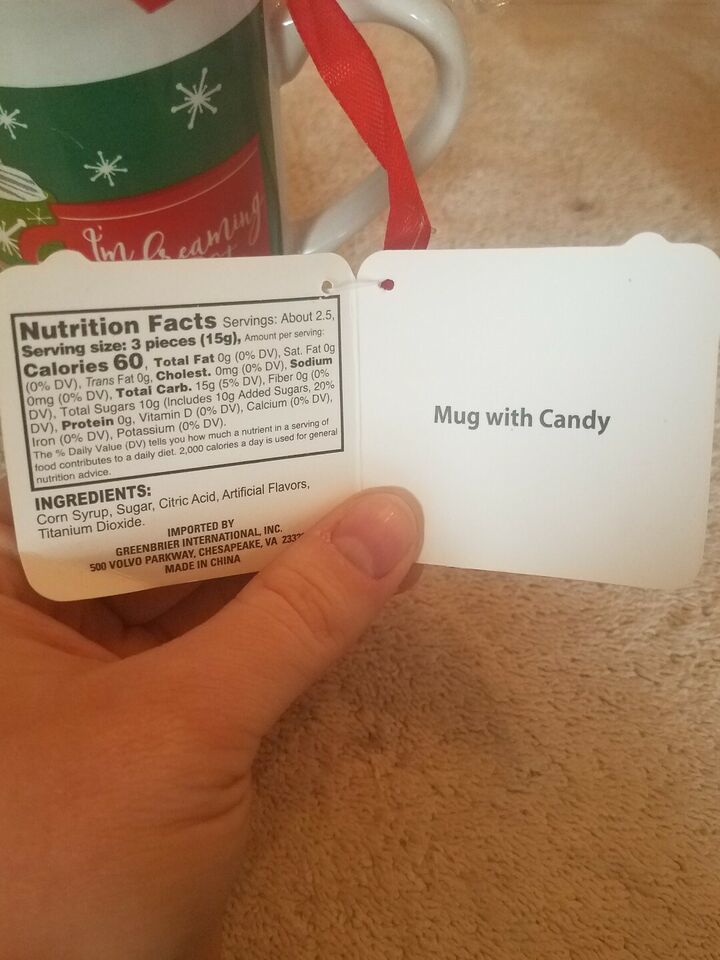 I'm Dreaming
Nutrition Facts Servings: About 2.5,
Serving size: 3 pieces (15g), Amount per serving:
Calories 60, Total Fat 0g (0% DV), Sat. Fat 0g
(0% DV), Trans Fat 0g, Cholest. 0mg (0% DV), Sodium
0mg (0% DV), Total Carb. 15g (5% DV), Fiber 0g (0%
DV), Total Sugars 10g (Includes 10g Added Sugars, 20%
DV), Protein 0g, Vitamin D (0% DV), Calcium (0% DV),
Iron (0% DV), Potassium (0% DV).
The % Daily Value (DV) tells you how much a nutrient in a serving of
food contributes to a daily diet. 2,000 calories a day is used for general
nutrition advice.
INGREDIENTS:
Corn Syrup, Sugar, Citric Acid, Artificial Flavors,
Titanium Dioxide.
IMPORTED BY
GREENBRIER INTERNATIONAL, INC.
500 VOLVO PARKWAY, CHESAPEAKE, VA
MADE IN CHINA
Mug with Candy